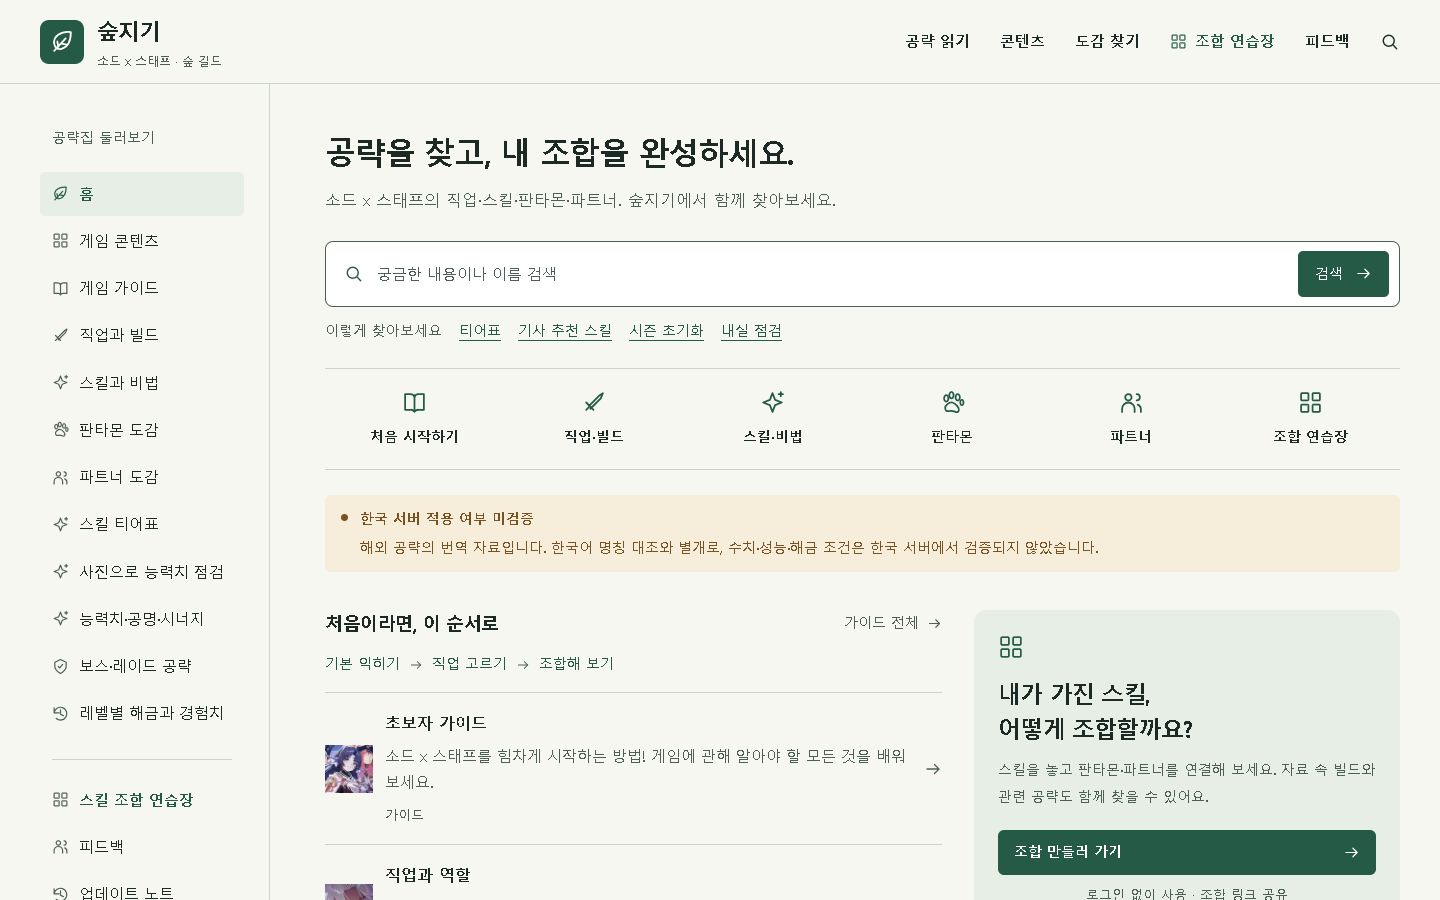 숲지기
소드 x 스태프 · 숲 길드
공략 읽기
콘텐츠
도감 찾기
조합 연습장
피드백
공략집 둘러보기
홈
게임 콘텐츠
게임 가이드
직업과 빌드
스킬과 비법
판타몬 도감
파트너 도감
스킬 티어표
사진으로 능력치 점검
능력치·공명·시너지
보스·레이드 공략
레벨별 해금과 경험치
스킬 조합 연습장
피드백
업데이트 노트
공략을 찾고, 내 조합을 완성하세요.
소드 x 스태프의 직업·스킬·판타몬·파트너. 숲지기에서 함께 찾아보세요.
궁금한 내용이나 이름 검색
검색 →
이렇게 찾아보세요 티어표 기사 추천 스킬 시즌 초기화 내실 점검
처음 시작하기
직업·빌드
스킬·비법
판타몬
파트너
조합 연습장
한국 서버 적용 여부 미검증
해외 공략의 번역 자료입니다. 한국어 명칭 대조와 별개로, 수치·성능·해금 조건은 한국 서버에서 검증되지 않았습니다.
처음이라면, 이 순서로
가이드 전체 →
기본 익히기 → 직업 고르기 → 조합해 보기
초보자 가이드
소드 x 스태프를 힘차게 시작하는 방법! 게임에 관해 알아야 할 모든 것을 배워
보세요.
가이드
직업과 역할
내가 가진 스킬,
어떻게 조합할까요?
스킬을 놓고 판타몬·파트너를 연결해 보세요. 자료 속 빌드와
관련 공략도 함께 찾을 수 있어요.
조합 만들러 가기 →
로그인 없이 사용 · 조합 링크 공유